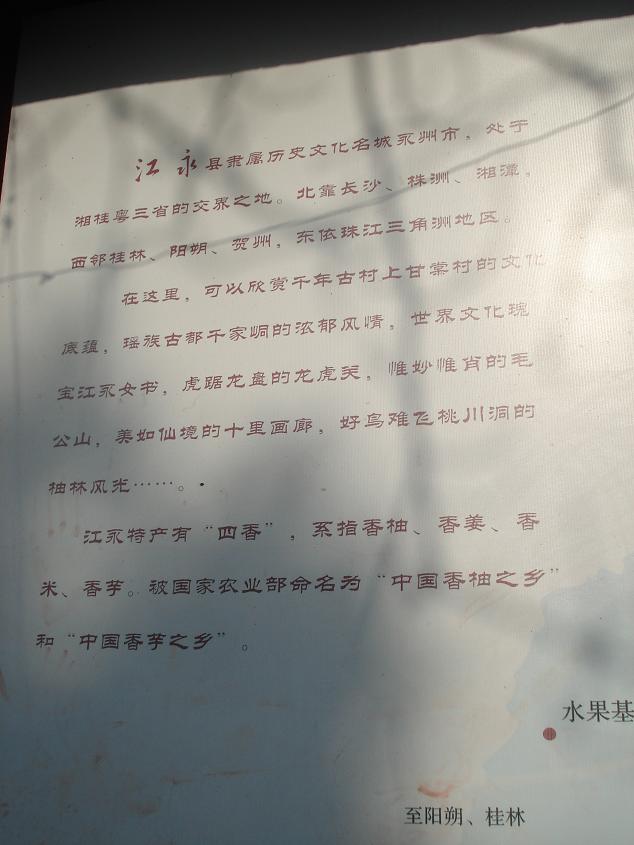 江永县隶属历史文化名城永州市，处于
湘桂粤三省的交界之地。北靠长沙、株洲、湘潭，
西邻桂林、阳朔、贺州，东依珠江三角洲地区。
在这里，可以欣赏千年古村上甘棠村的文化
底蕴，瑶族古都千家峒的浓郁风情，世界文化瑰
宝江永女书，虎踞龙盘的龙虎关，惟妙惟肖的毛
公山，美如仙境的十里画廊，好鸟难飞桃川洞的
柚林风光……。
江永特产有“四香”，系指香柚、香姜、香
米、香芋。被国家农业部命名为“中国香柚之乡”
和“中国香芋之乡”。
水果基
至阳朔、桂林